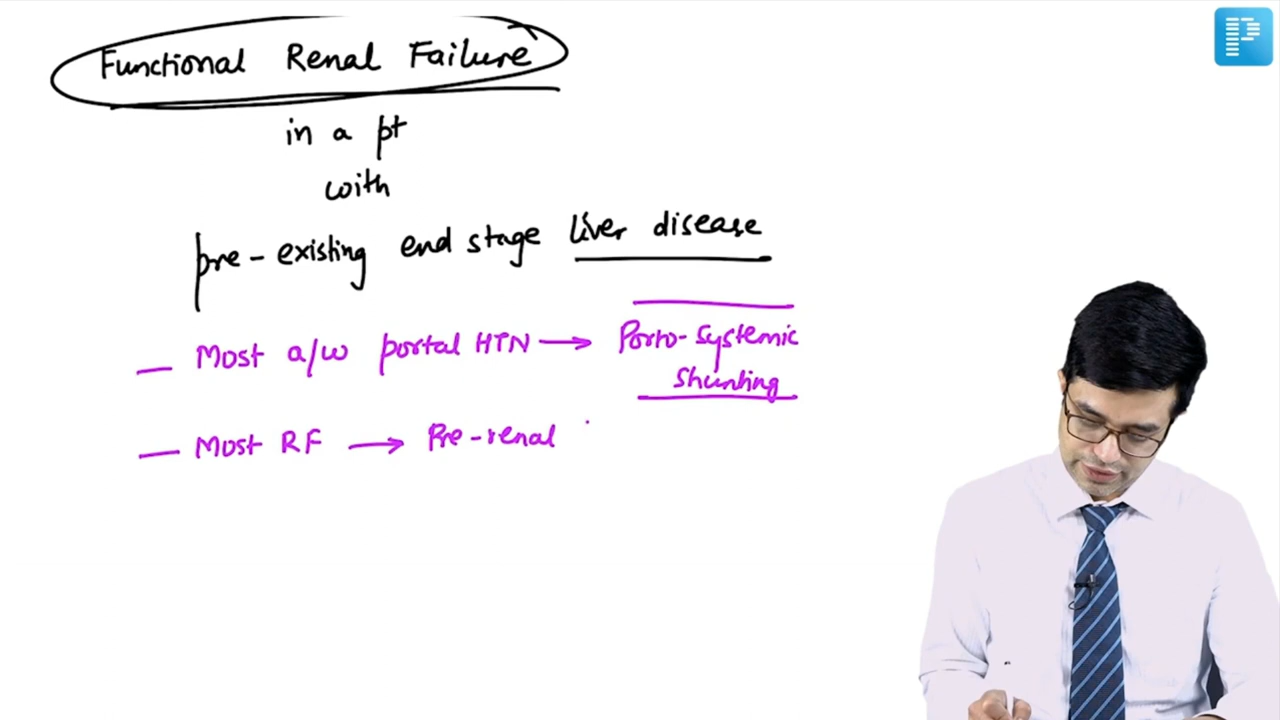 Functional Renal Failure
in a pt
with
pre-existing end stage liver disease
— Most a/w portal HTN → Porto-systemic
shunting
— Most RF → Pre-renal
P